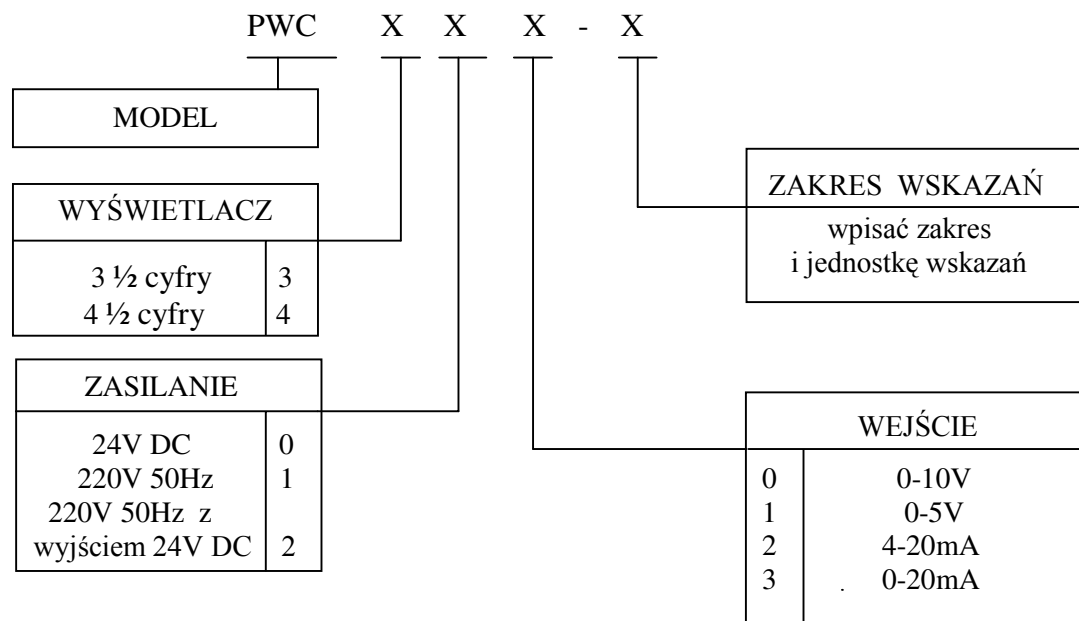 PWC X X X - X
MODEL
WYŚWIETLACZ
3 ½ cyfry 3
4 ½ cyfry 4
ZASILANIE
24V DC 0
220V 50Hz 1
220V 50Hz z
wyjściem 24V DC 2
ZAKRES WSKAZAŃ
wpisać zakres
i jednostkę wskazań
WEJŚCIE
0 0-10V
1 0-5V
2 4-20mA
3 . 0-20mA